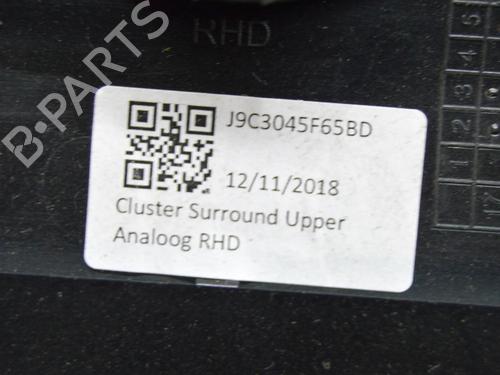 RHD
B-PARTS
J9C3045F65BD
12/11/2018
Cluster Surround Upper
Analoog RHD
1 2 3 4 5